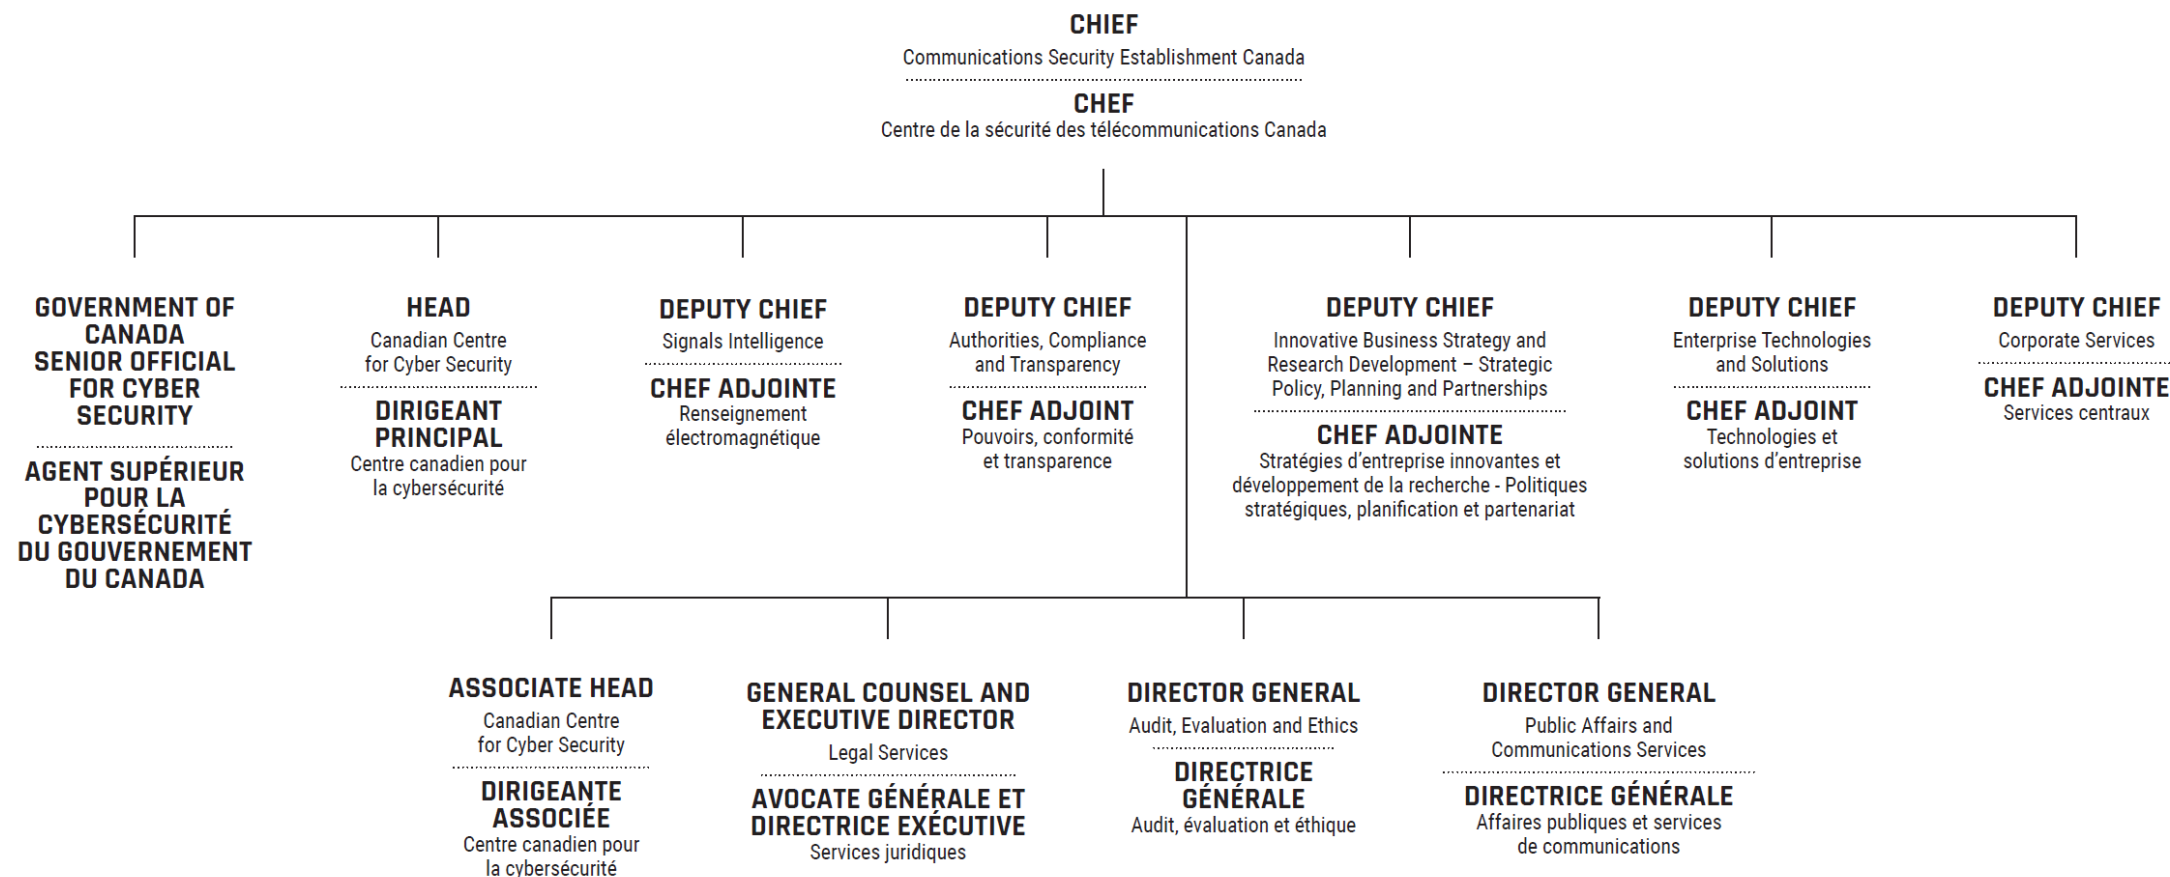 CHIEF
Communications Security Establishment Canada
CHEF
Centre de la sécurité des télécommunications Canada
GOVERNMENT OF
CANADA
SENIOR OFFICIAL
FOR CYBER
SECURITY
AGENT SUPÉRIEUR
POUR LA
CYBERSÉCURITÉ
DU GOUVERNEMENT
DU CANADA
HEAD
Canadian Centre
for Cyber Security
DIRIGEANT
PRINCIPAL
Centre canadien pour
la cybersécurité
DEPUTY CHIEF
Signals Intelligence
CHEF ADJOINTE
Renseignement
électromagnétique
DEPUTY CHIEF
Authorities, Compliance
and Transparency
CHEF ADJOINT
Pouvoirs, conformité
et transparence
DEPUTY CHIEF
Innovative Business Strategy and
Research Development – Strategic
Policy, Planning and Partnerships
CHEF ADJOINTE
Stratégies d’entreprise innovantes et
développement de la recherche - Politiques
stratégiques, planification et partenariat
DEPUTY CHIEF
Enterprise Technologies
and Solutions
CHEF ADJOINT
Technologies et
solutions d’entreprise
DEPUTY CHIEF
Corporate Services
CHEF ADJOINTE
Services centraux
ASSOCIATE HEAD
Canadian Centre
for Cyber Security
DIRIGEANTE
ASSOCIÉE
Centre canadien pour
la cybersécurité
GENERAL COUNSEL AND
EXECUTIVE DIRECTOR
Legal Services
AVOCATE GÉNÉRALE ET
DIRECTRICE EXÉCUTIVE
Services juridiques
DIRECTOR GENERAL
Audit, Evaluation and Ethics
DIRECTRICE
GÉNÉRALE
Audit, évaluation et éthique
DIRECTOR GENERAL
Public Affairs and
Communications Services
DIRECTRICE GÉNÉRALE
Affaires publiques et services
de communications